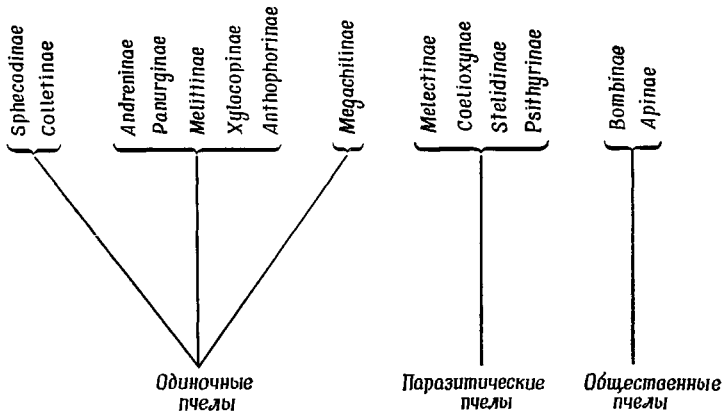 Sphecodinae
Colletinae
Andreninae
Panurginae
Melittinae
Xylocopinae
Anthophorinae
Megachilinae
Melectinae
Coelioxynae
Stelidinae
Psithyrinae
Bombinae
Apinae
Одиночные
пчелы
Паразитические
пчелы
Общественные
пчелы